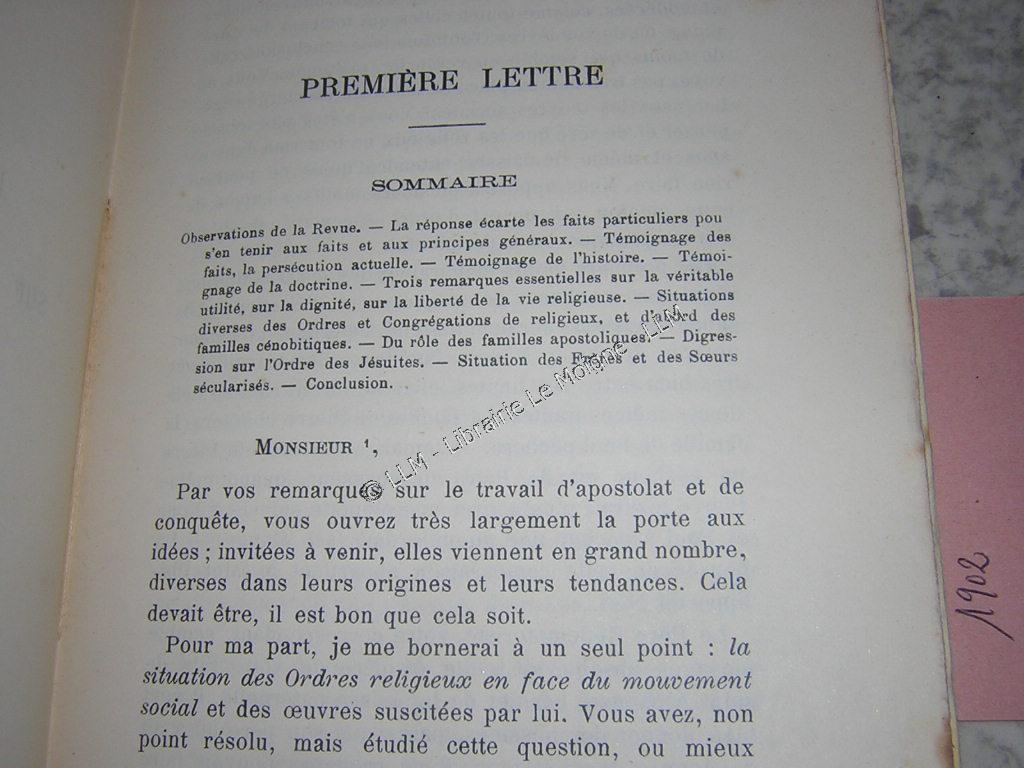 PREMIÈRE LETTRE
SOMMAIRE
Observations de la Revue. — La réponse écarte les faits particuliers pou
s'en tenir aux faits et aux principes généraux. — Témoignage des
faits, la persécution actuelle. — Témoignage de l'histoire. — Témoi-
gnage de la doctrine. — Trois remarques essentielles sur la véritable
utilité, sur la dignité, sur la liberté de la vie religieuse. — Situations
diverses des Ordres et Congrégations de religieux, et d'abord des
familles cénobitiques. — Du rôle des familles apostoliques. — Digres-
sion sur l'Ordre des Jésuites. — Situation des Frères et des Sœurs
sécularisés. — Conclusion.
MONSIEUR ¹,
Par vos remarques sur le travail d'apostolat et de
conquête, vous ouvrez très largement la porte aux
idées ; invitées à venir, elles viennent en grand nombre,
diverses dans leurs origines et leurs tendances. Cela
devait être, il est bon que cela soit.
Pour ma part, je me bornerai à un seul point : la
situation des Ordres religieux en face du mouvement
social et des œuvres suscitées par lui. Vous avez, non
point résolu, mais étudié cette question, ou mieux
© LLM - Librairie Le Moigne - LLM
1902